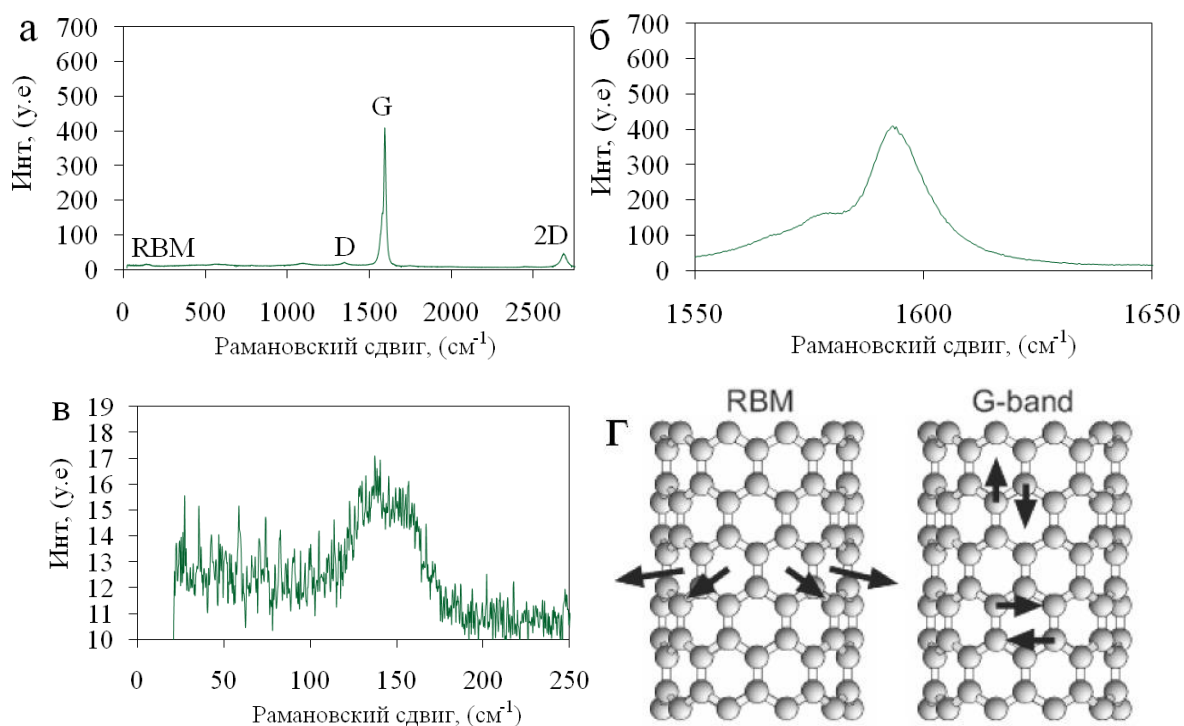 а
Инт, (у.е)
700
600
500
400
300
200
100
0
RBM
D
G
2D
0 500 1000 1500 2000 2500
Рамановский сдвиг, (см-1)
б
Инт, (у.е)
700
600
500
400
300
200
100
0
1550 1600 1650
Рамановский сдвиг, (см-1)
в
Инт, (у.е)
19
18
17
16
15
14
13
12
11
10
0 50 100 150 200 250
Рамановский сдвиг, (см-1)
г
RBM
G-band